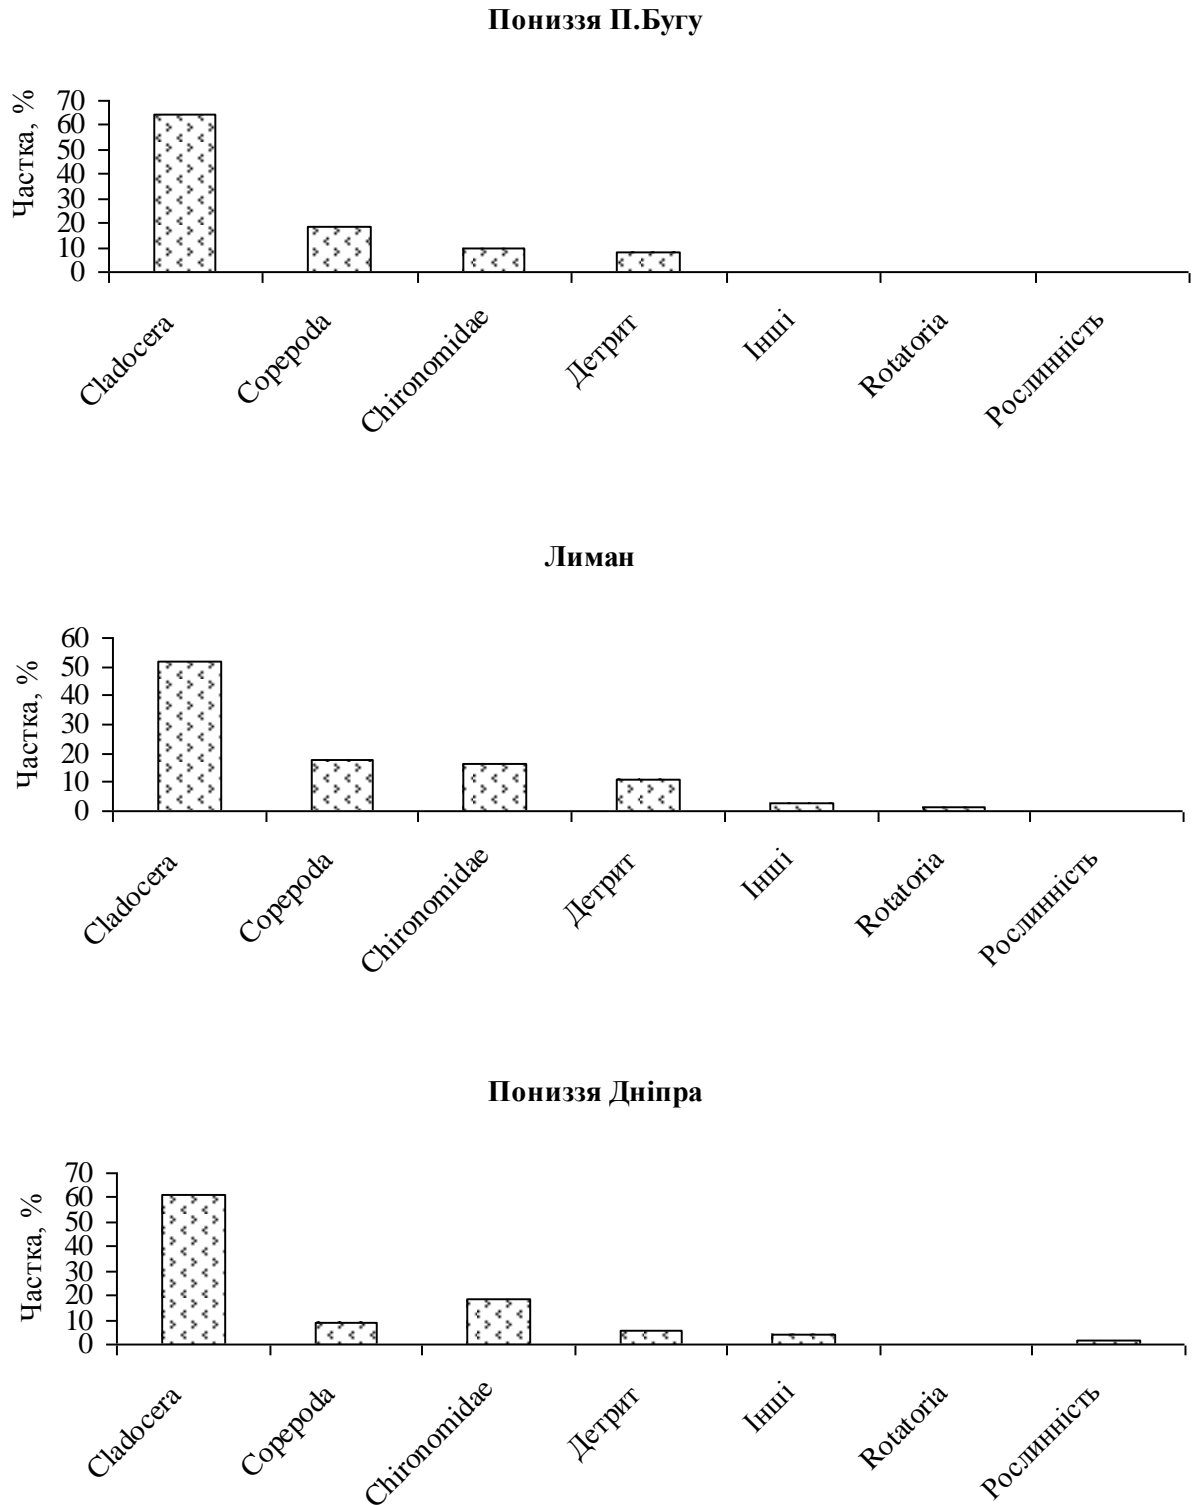 Пониззя П.Бугу
Частка, %
70
60
50
40
30
20
10
0
Cladocera
Copepoda
Chironomidae
Детрит
Інші
Rotatoria
Рослинність
Лиман
Частка, %
60
50
40
30
20
10
0
Cladocera
Copepoda
Chironomidae
Детрит
Інші
Rotatoria
Рослинність
Пониззя Дніпра
Частка, %
70
60
50
40
30
20
10
0
Cladocera
Copepoda
Chironomidae
Детрит
Інші
Rotatoria
Рослинність